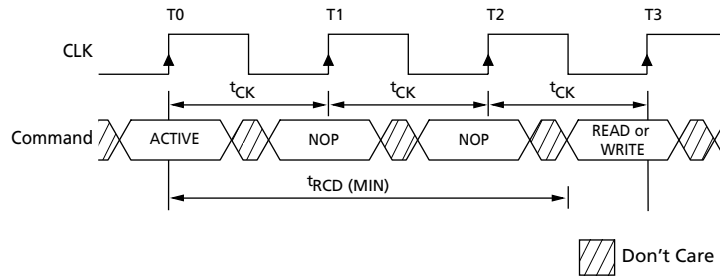 T0 T1 T2 T3
CLK
tCK tCK tCK
Command ACTIVE NOP NOP READ or
WRITE
tRCD (MIN)
Don't Care